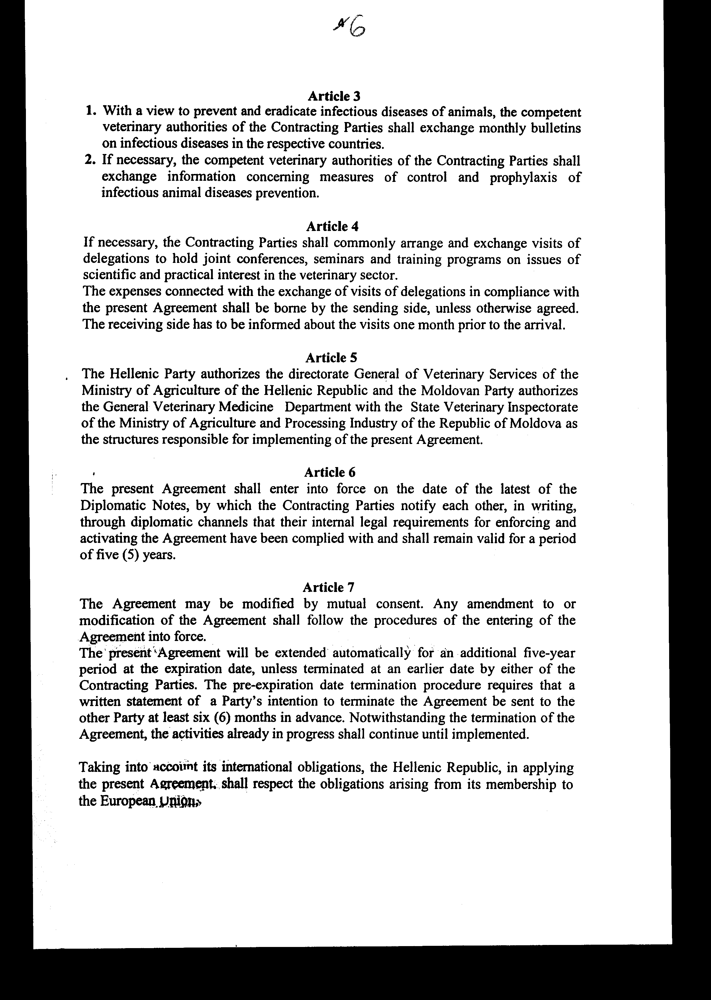 6
Article 3
1. With a view to prevent and eradicate infectious diseases of animals, the competent
veterinary authorities of the Contracting Parties shall exchange monthly bulletins
on infectious diseases in the respective countries.
2. If necessary, the competent veterinary authorities of the Contracting Parties shall
exchange information concerning measures of control and prophylaxis of
infectious animal diseases prevention.
Article 4
If necessary, the Contracting Parties shall commonly arrange and exchange visits of
delegations to hold joint conferences, seminars and training programs on issues of
scientific and practical interest in the veterinary sector.
The expenses connected with the exchange of visits of delegations in compliance with
the present Agreement shall be borne by the sending side, unless otherwise agreed.
The receiving side has to be informed about the visits one month prior to the arrival.
Article 5
The Hellenic Party authorizes the directorate General of Veterinary Services of the
Ministry of Agriculture of the Hellenic Republic and the Moldovan Party authorizes
the General Veterinary Medicine Department with the State Veterinary Inspectorate
of the Ministry of Agriculture and Processing Industry of the Republic of Moldova as
the structures responsible for implementing of the present Agreement.
Article 6
The present Agreement shall enter into force on the date of the latest of the
Diplomatic Notes, by which the Contracting Parties notify each other, in writing,
through diplomatic channels that their internal legal requirements for enforcing and
activating the Agreement have been complied with and shall remain valid for a period
of five (5) years.
Article 7
The Agreement may be modified by mutual consent. Any amendment to or
modification of the Agreement shall follow the procedures of the entering of the
Agreement into force.
The present Agreement will be extended automatically for an additional five-year
period at the expiration date, unless terminated at an earlier date by either of the
Contracting Parties. The pre-expiration date termination procedure requires that a
written statement of a Party's intention to terminate the Agreement be sent to the
other Party at least six (6) months in advance. Notwithstanding the termination of the
Agreement, the activities already in progress shall continue until implemented.
Taking into account its international obligations, the Hellenic Republic, in applying
the present Agreement, shall respect the obligations arising from its membership to
the European Union.